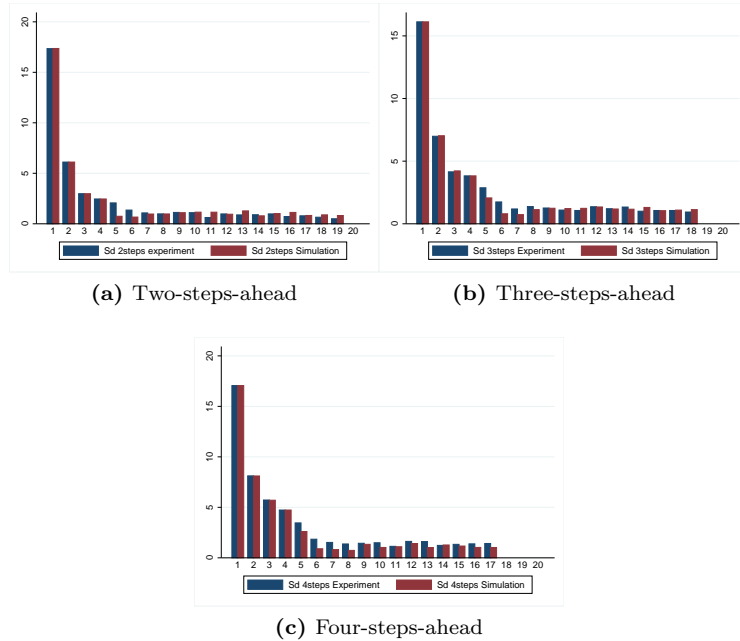 20
15
10
5
0
1 2 3 4 5 6 7 8 9 10 11 12 13 14 15 16 17 18 19 20
Sd 2steps experiment Sd 2steps Simulation
(a) Two-steps-ahead
15
10
5
0
1 2 3 4 5 6 7 8 9 10 11 12 13 14 15 16 17 18 19 20
Sd 3steps Experiment Sd 3steps Simulation
(b) Three-steps-ahead
20
15
10
5
0
1 2 3 4 5 6 7 8 9 10 11 12 13 14 15 16 17 18 19 20
Sd 4steps Experiment Sd 4steps Simulation
(c) Four-steps-ahead